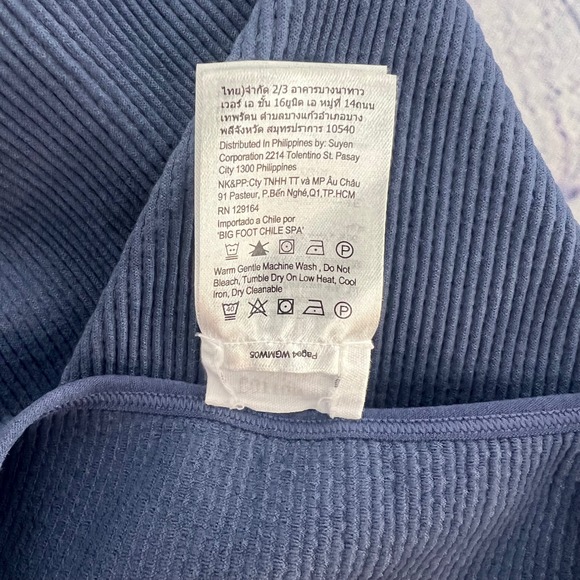 ไทย)จำกัด 2/3 อาคารบางนาทาว
เวอร์ เอ ชั้น 16ยูนิต เอ หมู่ที่ 14ถนน
เทพรัตน ตำบลบางแก้วอำเภอบาง
พลีจังหวัด สมุทรปราการ 10540
Distributed In Philippines by: Suyen
Corporation 2214 Tolentino St. Pasay
City 1300 Philippines
NK&PP:Cty TNHH TT và MP Âu Châu
91 Pasteur, P.Bến Nghé,Q1,TP.HCM
RN 129164
Importado a Chile por
'BIG FOOT CHILE SPA'
P
Warm Gentle Machine Wash , Do Not
Bleach, Tumble Dry On Low Heat, Cool
Iron, Dry Cleanable
40 P
Page4 WGMW05